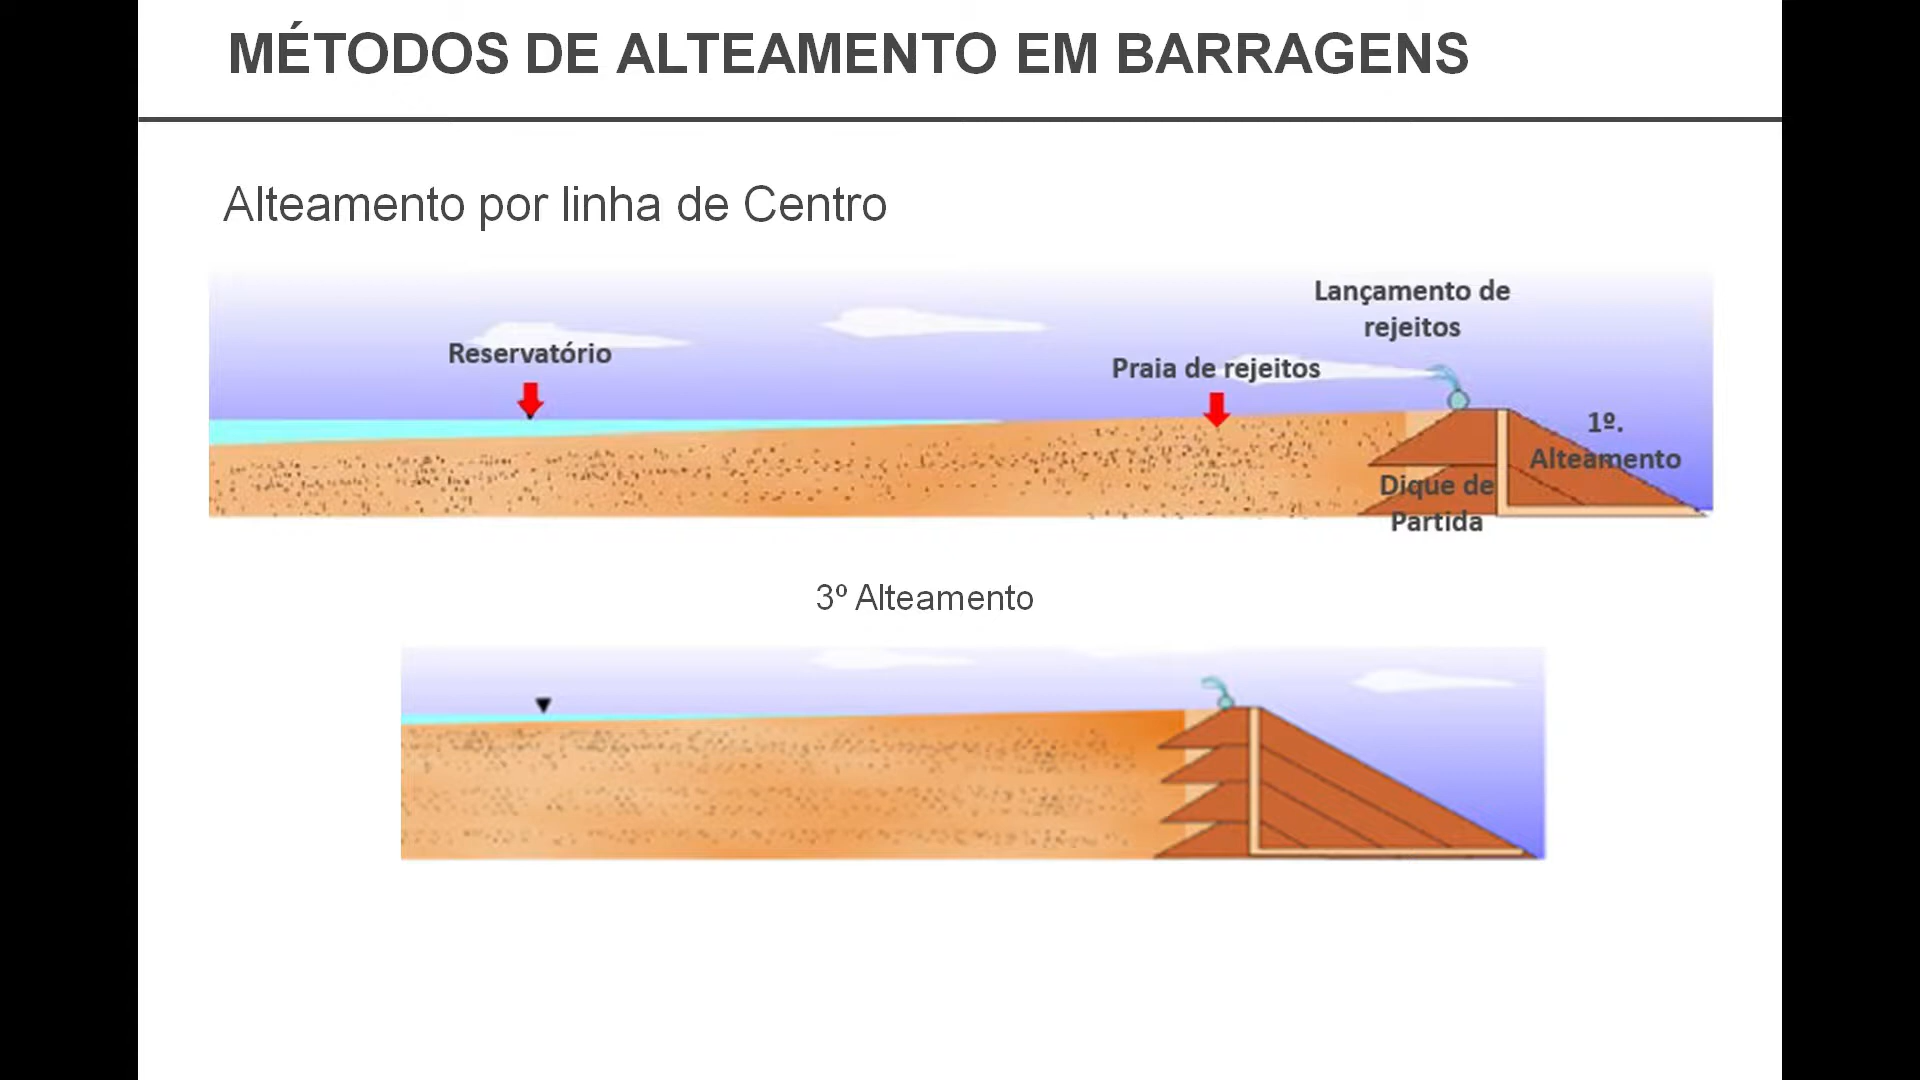 MÉTODOS DE ALTEAMENTO EM BARRAGENS
Alteamento por linha de Centro
Lançamento de
rejeitos
Reservatório
Praia de rejeitos
1º.
Alteamento
Dique de
Partida
3º Alteamento